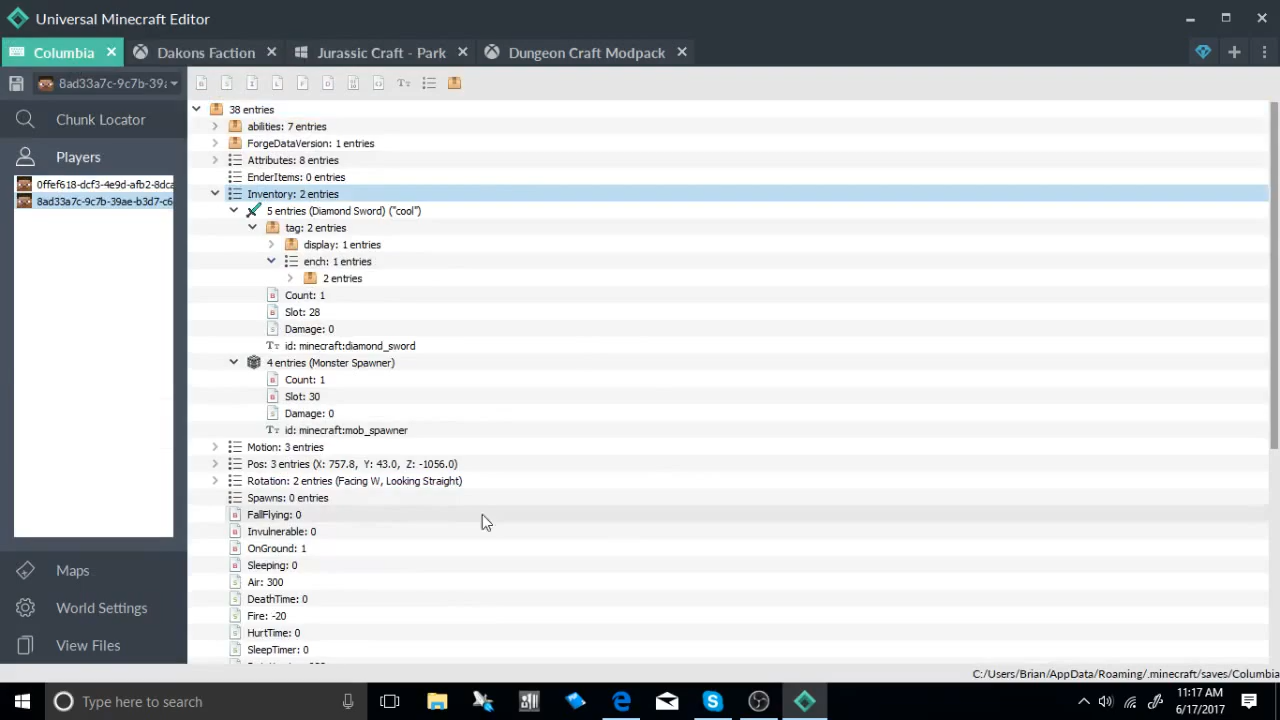 Universal Minecraft Editor
Columbia
Dakons Faction
Jurassic Craft - Park
Dungeon Craft Modpack
8ad33a7c-9c7b-39a
Chunk Locator
Players
0ffef618-dcf3-4e9d-afb2-8dca
8ad33a7c-9c7b-39ae-b3d7-c6
Maps
World Settings
View Files
38 entries
abilities: 7 entries
ForgeDataVersion: 1 entries
Attributes: 8 entries
EnderItems: 0 entries
Inventory: 2 entries
5 entries (Diamond Sword) ("cool")
tag: 2 entries
display: 1 entries
ench: 1 entries
2 entries
Count: 1
Slot: 28
Damage: 0
id: minecraft:diamond_sword
4 entries (Monster Spawner)
Count: 1
Slot: 30
Damage: 0
id: minecraft:mob_spawner
Motion: 3 entries
Pos: 3 entries (X: 757.8, Y: 43.0, Z: -1056.0)
Rotation: 2 entries (Facing W, Looking Straight)
Spawns: 0 entries
FallFlying: 0
Invulnerable: 0
OnGround: 1
Sleeping: 0
Air: 300
DeathTime: 0
Fire: -20
HurtTime: 0
SleepTimer: 0
C:/Users/Brian/AppData/Roaming/.minecraft/saves/Columbia
Type here to search
11:17 AM
6/17/2017